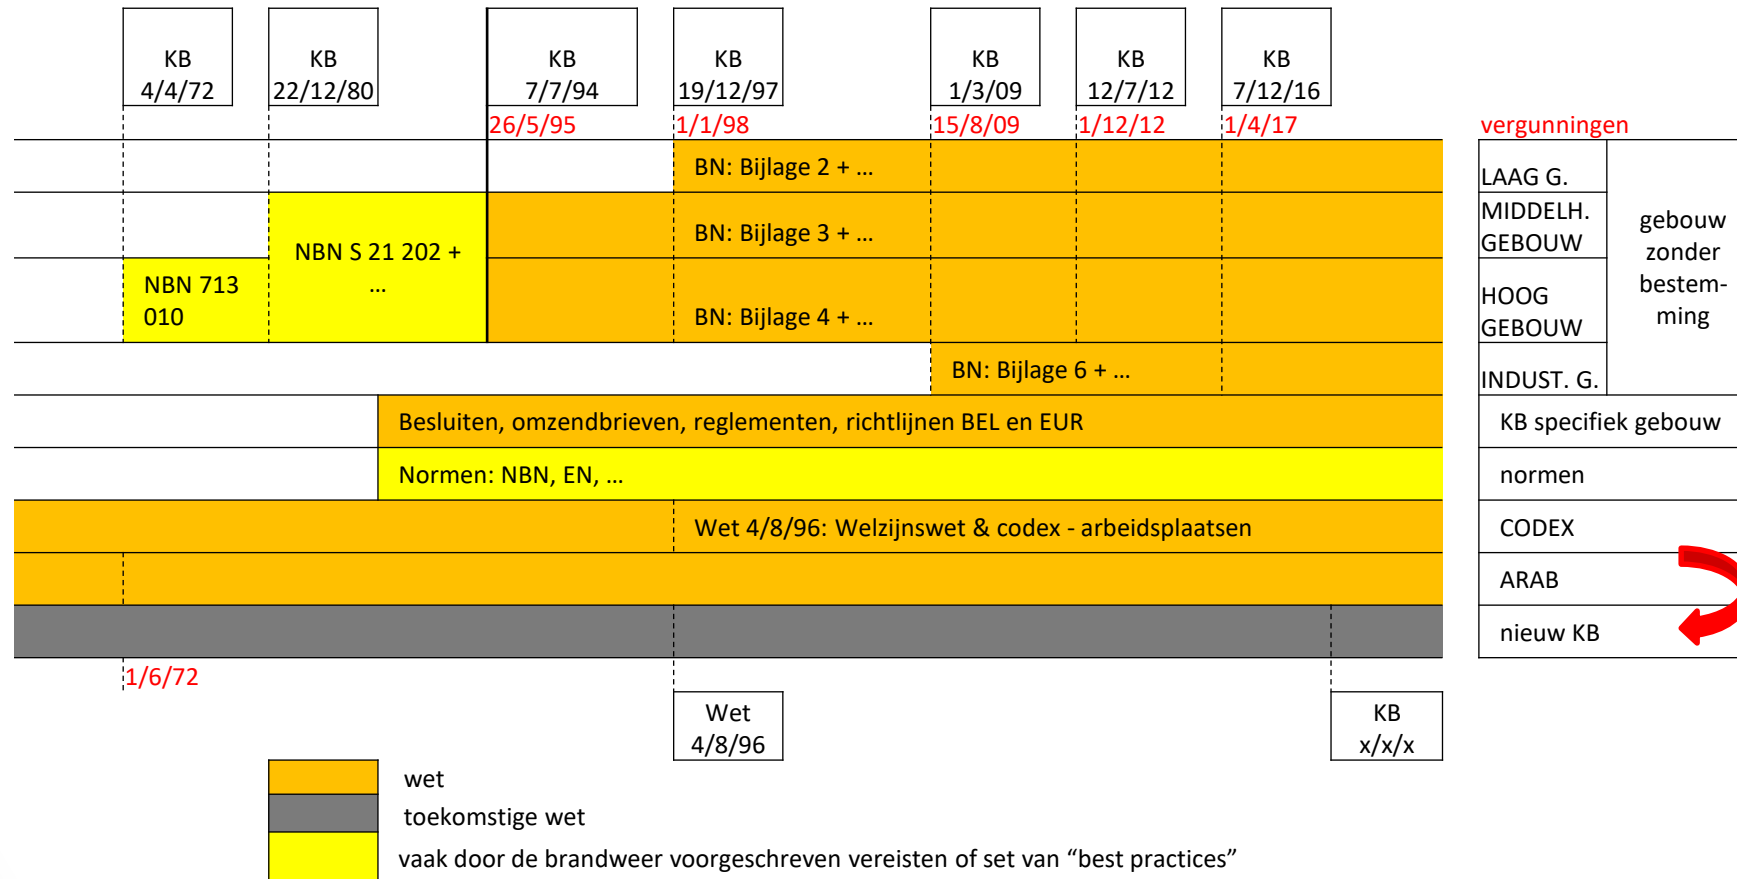 KB
4/4/72
KB
22/12/80
KB
7/7/94
KB
19/12/97
KB
1/3/09
KB
12/7/12
KB
7/12/16
26/5/95
1/1/98
15/8/09
1/12/12
1/4/17
vergunningen
BN: Bijlage 2 + ...
LAAG G.
BN: Bijlage 3 + ...
MIDDELH.
GEBOUW
NBN S 21 202 +
...
NBN 713
010
BN: Bijlage 4 + ...
HOOG
GEBOUW
gebouw
zonder
bestem-
ming
BN: Bijlage 6 + ...
INDUST. G.
Besluiten, omzendbrieven, reglementen, richtlijnen BEL en EUR
KB specifiek gebouw
Normen: NBN, EN, ...
normen
Wet 4/8/96: Welzijnswet & codex - arbeidsplaatsen
CODEX
ARAB
nieuw KB
1/6/72
Wet
4/8/96
KB
x/x/x
wet
toekomstige wet
vaak door de brandweer voorgeschreven vereisten of set van “best practices”